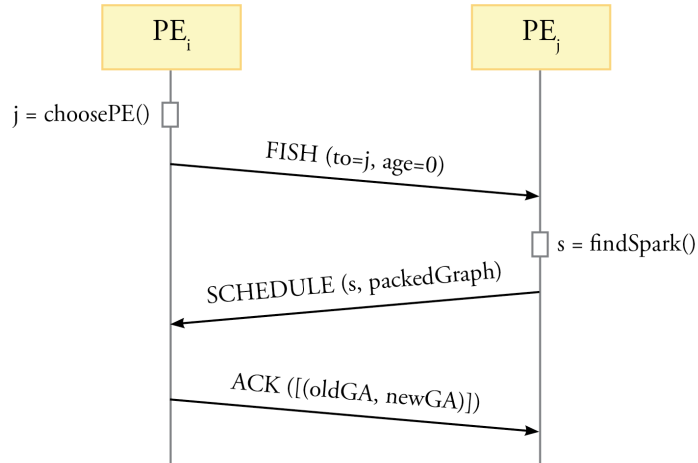 PEi
PEj
j = choosePE()
FISH (to=j, age=0)
s = findSpark()
SCHEDULE (s, packedGraph)
ACK ([(oldGA, newGA)])